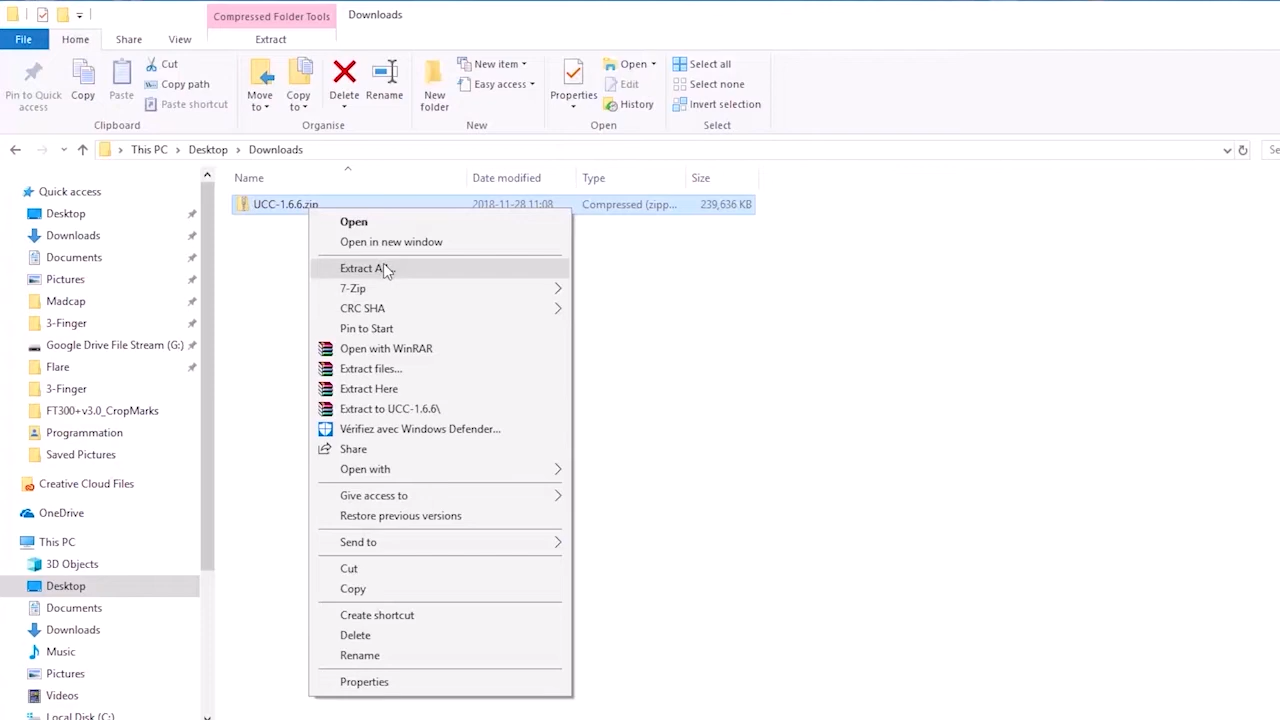 Compressed Folder Tools
Downloads
File
Home
Share
View
Extract
Pin to Quick access
Copy
Paste
Cut
Copy path
Paste shortcut
Clipboard
Move to
Copy to
Delete
Rename
Organise
New folder
New item
Easy access
New
Properties
Open
Edit
History
Open
Select all
Select none
Invert selection
Select
This PC
Desktop
Downloads
Name
Date modified
Type
Size
UCC-1.6.6.zip
2018-11-28 11:08
Compressed (zipp...
239,636 KB
Quick access
Desktop
Downloads
Documents
Pictures
Madcap
3-Finger
Google Drive File Stream (G:)
Flare
3-Finger
FT300+v3.0_CropMarks
Programmation
Saved Pictures
Creative Cloud Files
OneDrive
This PC
3D Objects
Desktop
Documents
Downloads
Music
Pictures
Videos
Local Disk (C:)
Open
Open in new window
Extract All...
7-Zip
CRC SHA
Pin to Start
Open with WinRAR
Extract files...
Extract Here
Extract to UCC-1.6.6\
Vérifiez avec Windows Defender...
Share
Open with
Give access to
Restore previous versions
Send to
Cut
Copy
Create shortcut
Delete
Rename
Properties